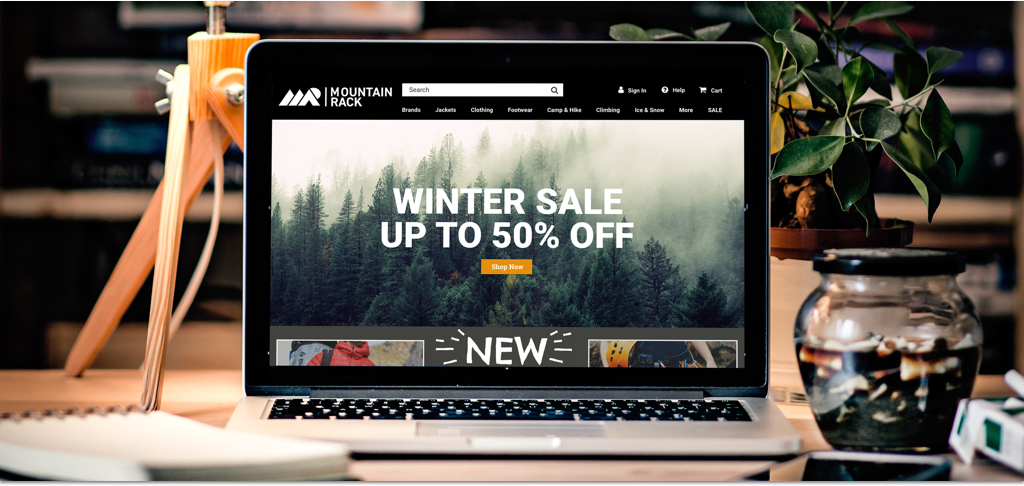 MOUNTAIN
RACK
Search
Sign In
Help
Cart
Brands Jackets Clothing Footwear Camp & Hike Climbing Ice & Snow More SALE
WINTER SALE
UP TO 50% OFF
Shop Now
NEW